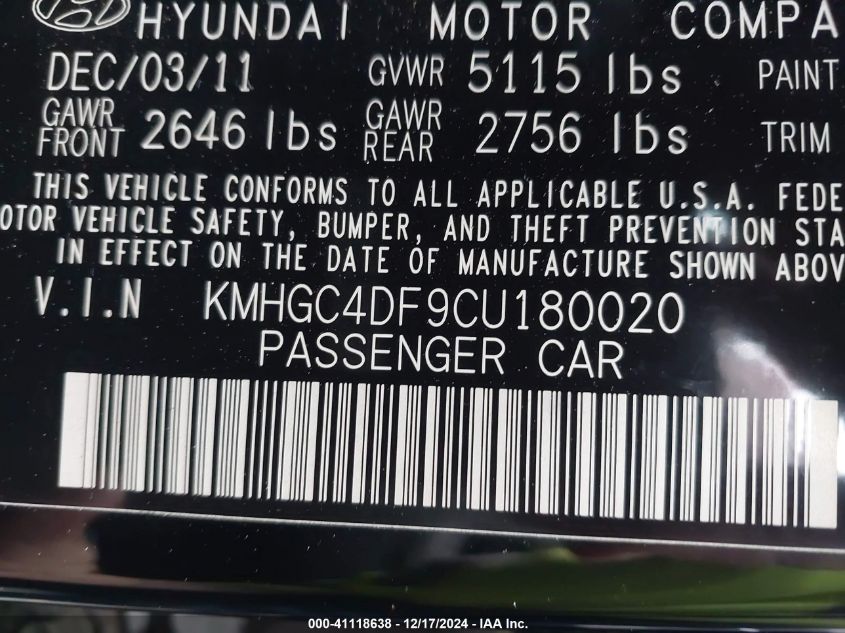 HYUNDAI MOTOR COMPA
DEC/03/11 GVWR 5115 lbs PAINT
GAWR FRONT 2646 lbs GAWR REAR 2756 lbs TRIM
THIS VEHICLE CONFORMS TO ALL APPLICABLE U.S.A. FEDE
OTOR VEHICLE SAFETY, BUMPER, AND THEFT PREVENTION STA
IN EFFECT ON THE DATE OF MANUFACTURE SHOWN ABOV
V.I.N KMHGC4DF9CU180020
PASSENGER CAR
000-41118638 - 12/17/2024 - IAA Inc.